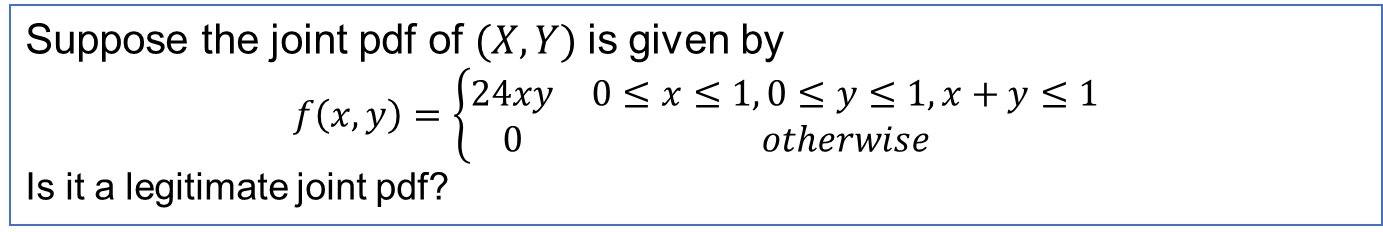 Suppose the joint pdf of (X, Y) is given by
f(x, y) = {24xy 0 ≤ x ≤ 1, 0 ≤ y ≤ 1, x + y ≤ 1
0 otherwise
Is it a legitimate joint pdf?